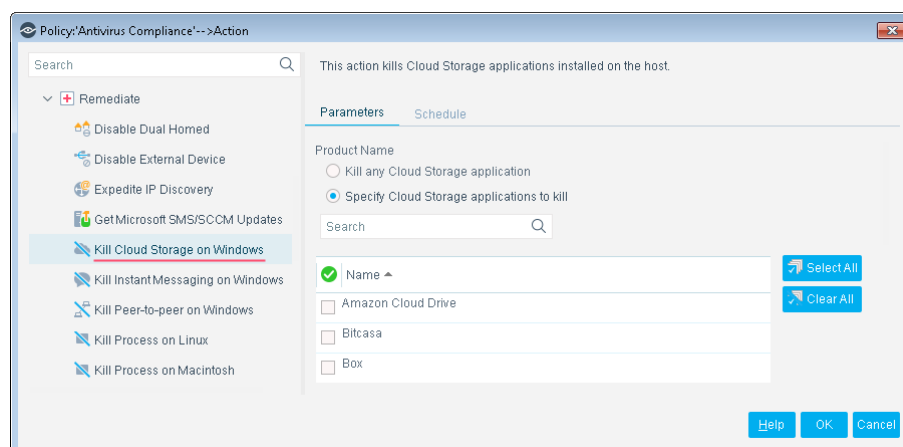 Policy:'Antivirus Compliance'-->Action
Search
Remediate
Disable Dual Homed
Disable External Device
Expedite IP Discovery
Get Microsoft SMS/SCCM Updates
Kill Cloud Storage on Windows
Kill Instant Messaging on Windows
Kill Peer-to-peer on Windows
Kill Process on Linux
Kill Process on Macintosh
This action kills Cloud Storage applications installed on the host.
Parameters Schedule
Product Name
Kill any Cloud Storage application
Specify Cloud Storage applications to kill
Search
Name
Amazon Cloud Drive
Bitcasa
Box
Select All
Clear All
Help OK Cancel